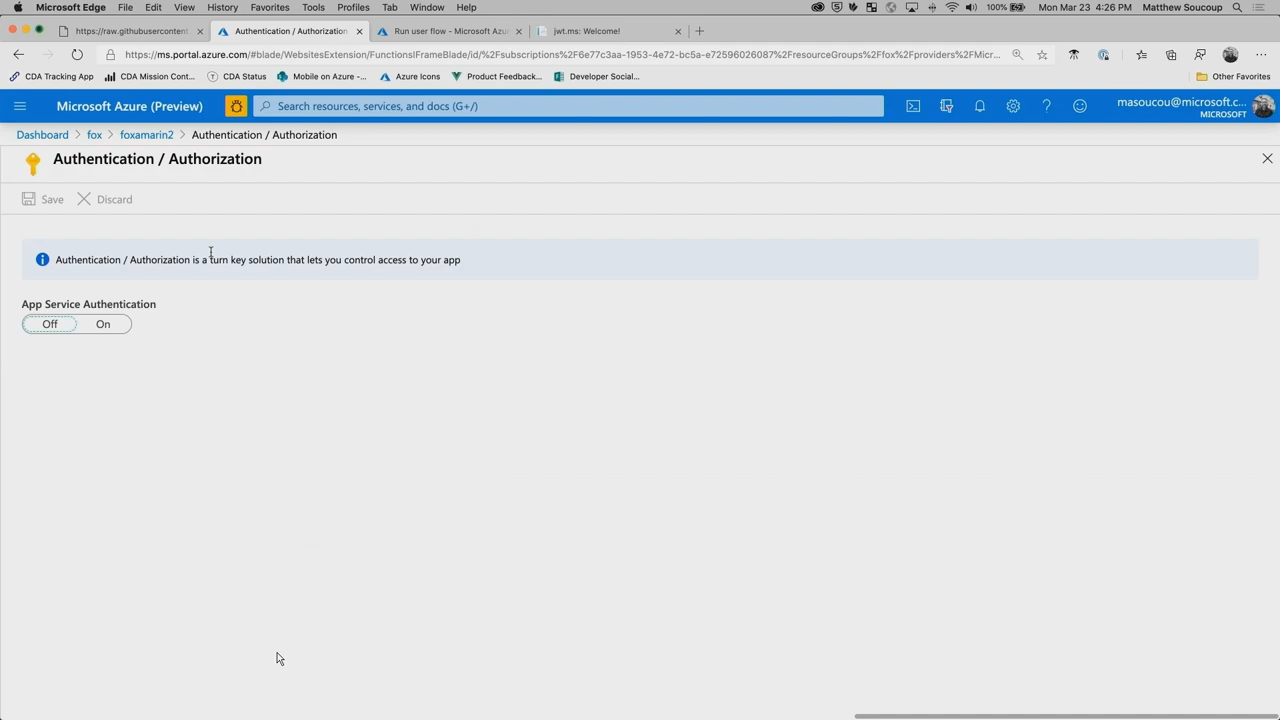 Microsoft Edge File Edit View History Favorites Tools Profiles Tab Window Help 100% Mon Mar 23 4:26 PM Matthew Soucoup
https://raw.githubusercontent Authentication / Authorization Run user flow - Microsoft Azu jwt.ms: Welcome!
https://ms.portal.azure.com/#blade/WebsitesExtension/FunctionsIFrameBlade/id/%2Fsubscriptions%2F6e77c3aa-1953-4e72-bc5a-e72596026087%2FresourceGroups%2Ffox%2Fproviders%2FMicr...
CDA Tracking App CDA Mission Cont... CDA Status Mobile on Azure -... Azure Icons Product Feedback... Developer Social... Other Favorites
Microsoft Azure (Preview) Search resources, services, and docs (G+/) masoucou@microsoft.c...
MICROSOFT
Dashboard > fox > foxamarin2 > Authentication / Authorization
Authentication / Authorization
Save Discard
Authentication / Authorization is a turn key solution that lets you control access to your app
App Service Authentication
Off On